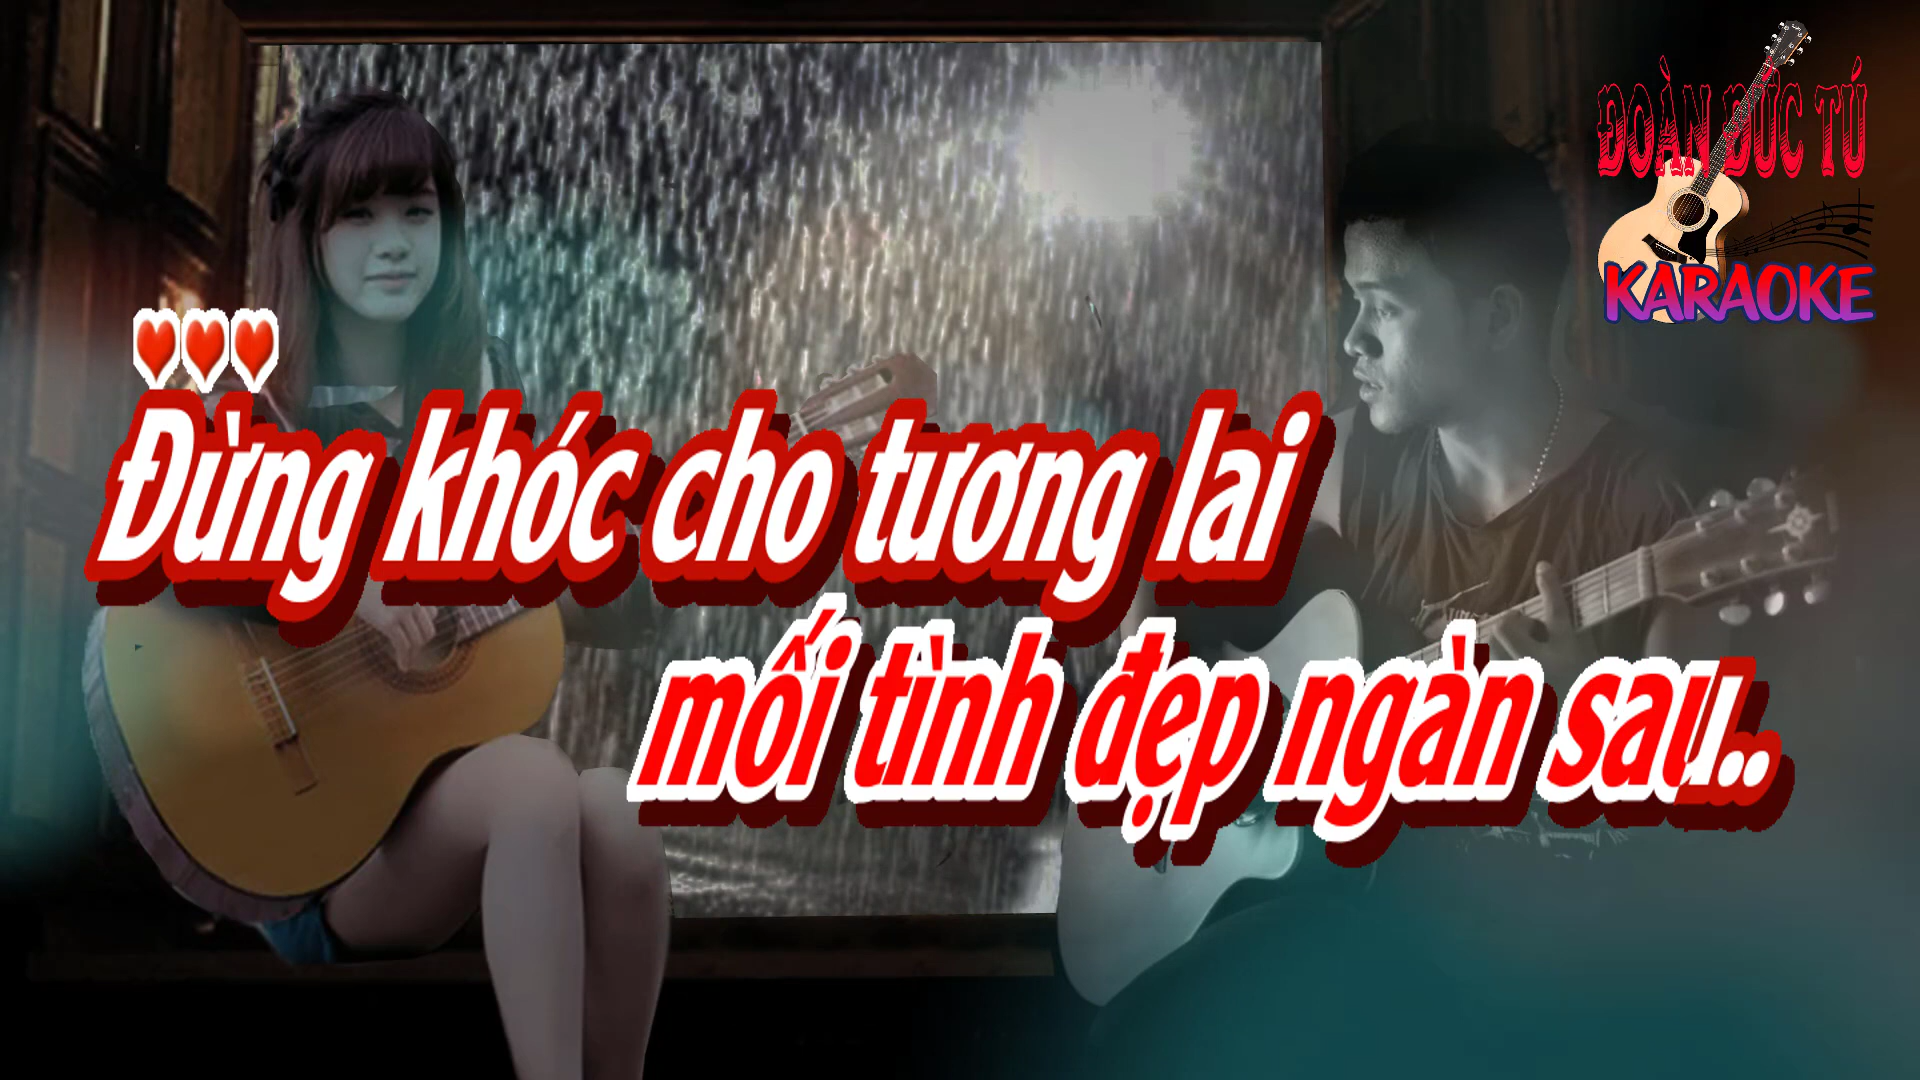 ĐOÀN ĐỨC TÚ
KARAOKE
Đừng khóc cho tương lai
mối tình đẹp ngàn sau..